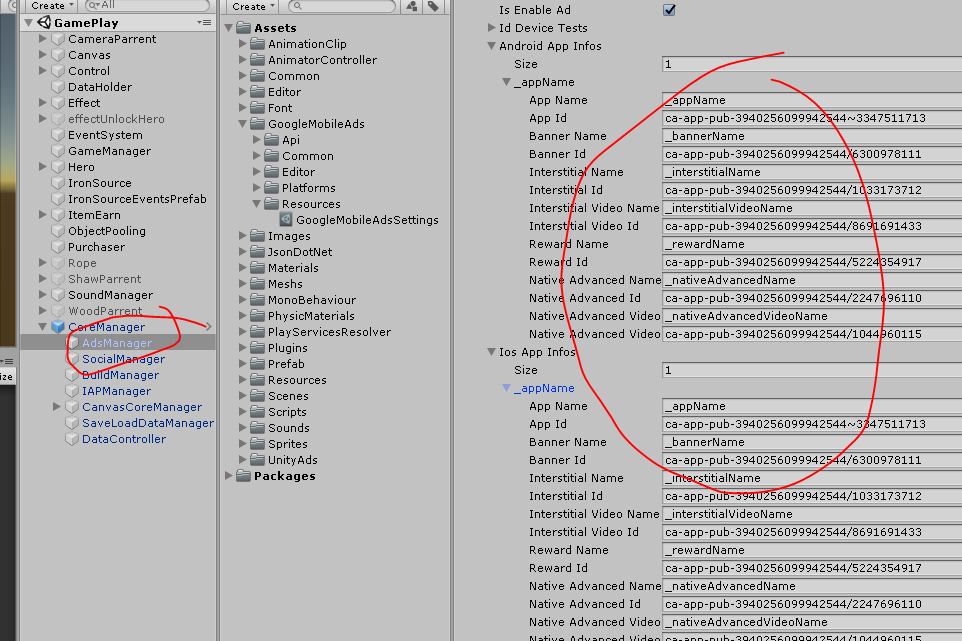 Create
All
GamePlay
CameraParrent
Canvas
Control
DataHolder
Effect
effectUnlockHero
EventSystem
GameManager
Hero
IronSource
IronSourceEventsPrefab
ItemEarn
ObjectPooling
Purchaser
Rope
ShawParrent
SoundManager
WoodParrent
CoreManager
AdsManager
SocialManager
BuildManager
IAPManager
CanvasCoreManager
SaveLoadDataManager
DataController
ize
Create
Assets
AnimationClip
AnimatorController
Common
Editor
Font
GoogleMobileAds
Api
Common
Editor
Platforms
Resources
GoogleMobileAdsSettings
Images
JsonDotNet
Materials
Meshs
MonoBehaviour
PhysicMaterials
PlayServicesResolver
Plugins
Prefab
Resources
Scenes
Scripts
Sounds
Sprites
UnityAds
Packages
Is Enable Ad
Id Device Tests
Android App Infos
Size 1
_appName
App Name _appName
App Id ca-app-pub-3940256099942544~3347511713
Banner Name _bannerName
Banner Id ca-app-pub-3940256099942544/6300978111
Interstitial Name _interstitialName
Interstitial Id ca-app-pub-3940256099942544/1033173712
Interstitial Video Name _interstitialVideoName
Interstitial Video Id ca-app-pub-3940256099942544/8691691433
Reward Name _rewardName
Reward Id ca-app-pub-3940256099942544/5224354917
Native Advanced Name _nativeAdvancedName
Native Advanced Id ca-app-pub-3940256099942544/2247696110
Native Advanced Video _nativeAdvancedVideoName
Native Advanced Video ca-app-pub-3940256099942544/1044960115
Ios App Infos
Size 1
_appName
App Name _appName
App Id ca-app-pub-3940256099942544~3347511713
Banner Name _bannerName
Banner Id ca-app-pub-3940256099942544/6300978111
Interstitial Name _interstitialName
Interstitial Id ca-app-pub-3940256099942544/1033173712
Interstitial Video Name _interstitialVideoName
Interstitial Video Id ca-app-pub-3940256099942544/8691691433
Reward Name _rewardName
Reward Id ca-app-pub-3940256099942544/5224354917
Native Advanced Name _nativeAdvancedName
Native Advanced Id ca-app-pub-3940256099942544/2247696110
Native Advanced Video _nativeAdvancedVideoName
Native Advanced Video ca-app-pub-3940256099942544/1044960115